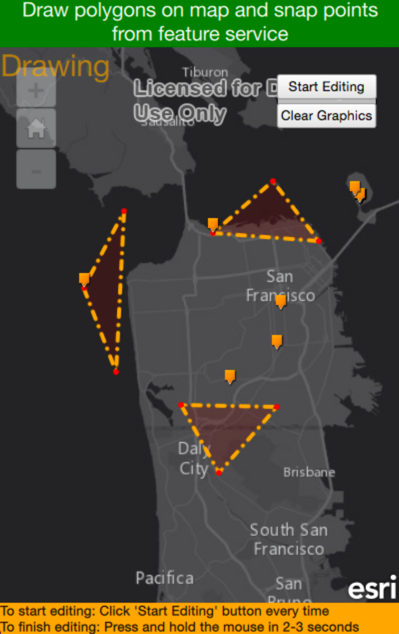 Draw polygons on map and snap points
from feature service
Drawing
Tiburon
Licensed for D
Use Only
Start Editing
Sausalito
Clear Graphics
+
-
San
Francisco
Daly
City
Brisbane
South San
Francisco
Pacifica
San
Bruno
esri
To start editing: Click 'Start Editing' button every time
To finish editing: Press and hold the mouse in 2-3 seconds